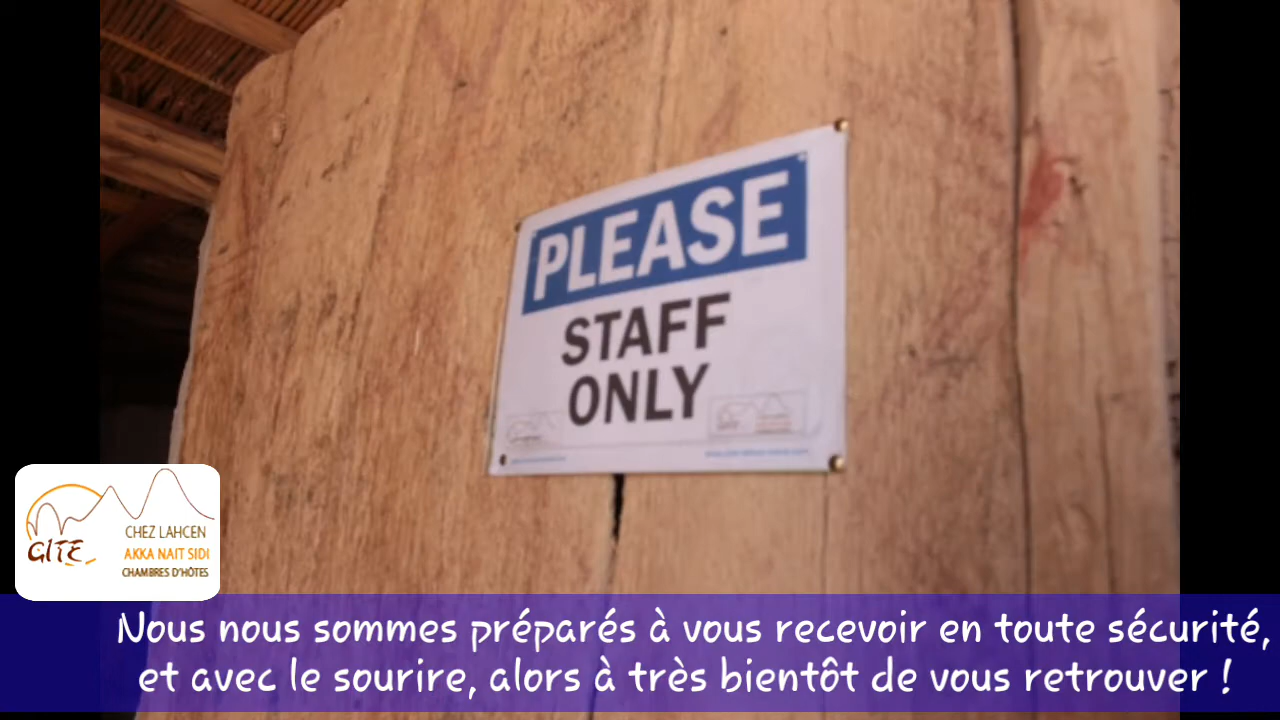 PLEASE
STAFF
ONLY
GITE
CHEZ LAHCEN
AKKA NAIT SIDI
CHAMBRES D'HÔTES
Nous nous sommes préparés à vous recevoir en toute sécurité,
et avec le sourire, alors à très bientôt de vous retrouver !